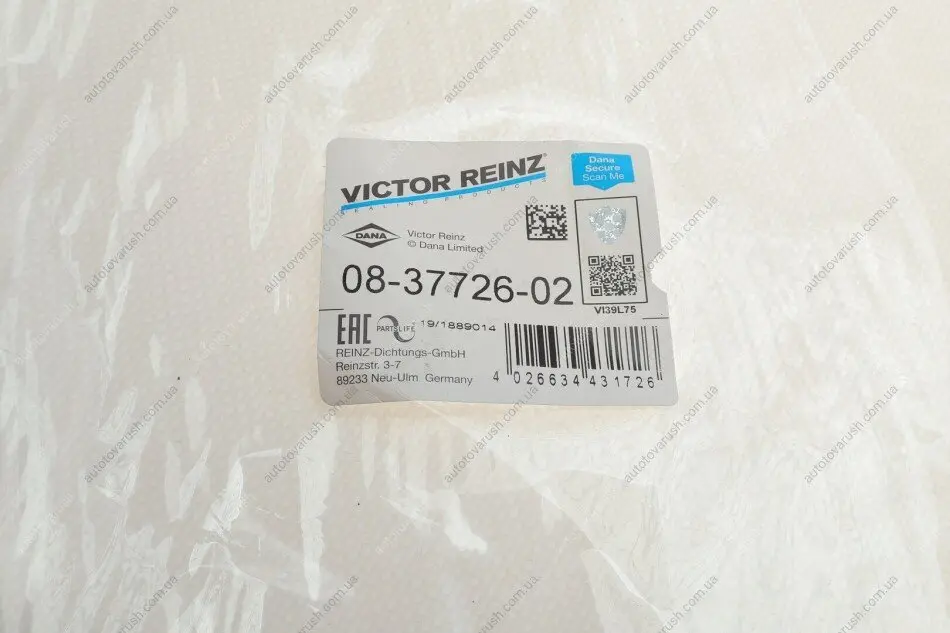 VICTOR REINZ®
SEALING PRODUCTS
Dana
Secure
Scan Me
DANA
Victor Reinz
© Dana Limited
08-37726-02
VI39L75
EAC
PARTSLIFE
19/1889014
REINZ-Dichtungs-GmbH
Reinzstr. 3-7
89233 Neu-Ulm Germany
4 026634 431726
autotovarush.com.ua